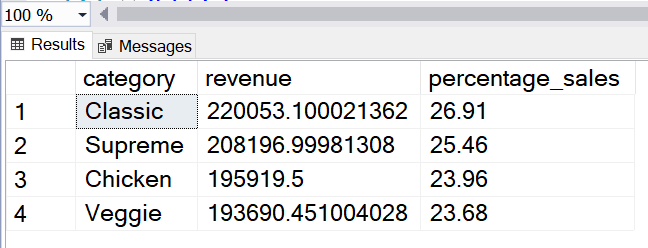 100 %
Results Messages
category revenue percentage_sales
1 Classic 220053.100021362 26.91
2 Supreme 208196.99981308 25.46
3 Chicken 195919.5 23.96
4 Veggie 193690.451004028 23.68